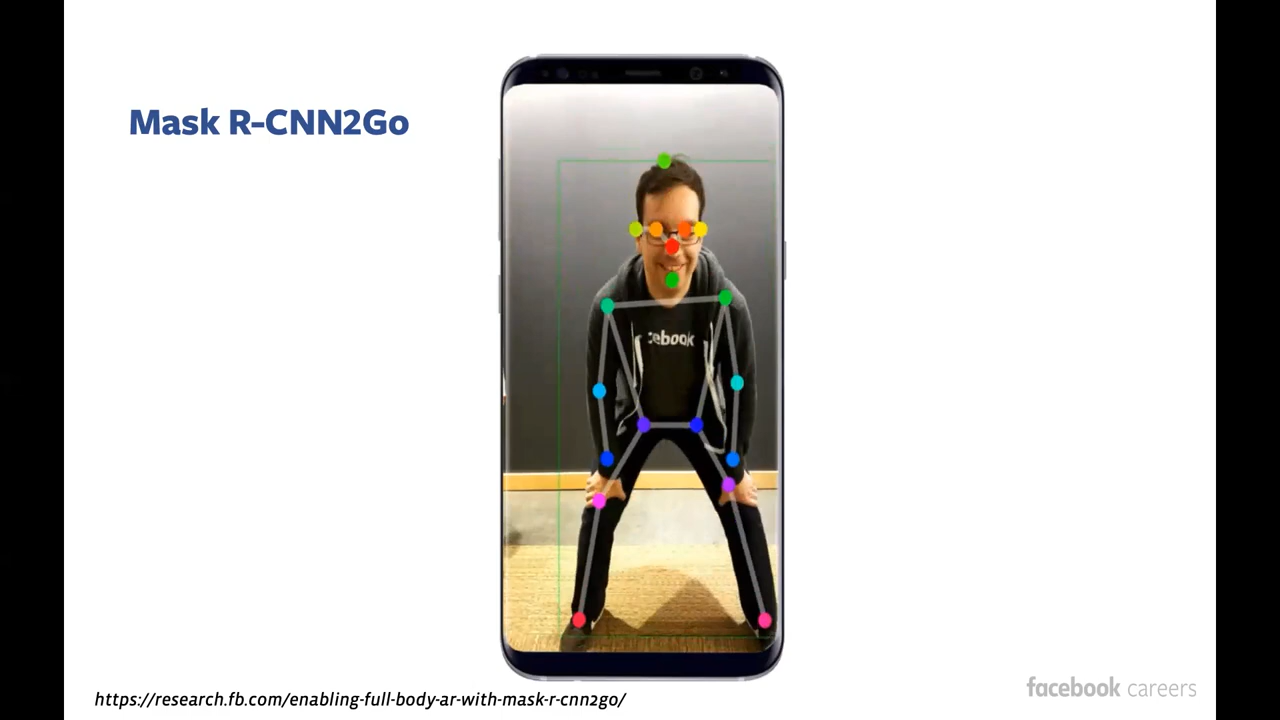 Mask R-CNN2Go
cebook
https://research.fb.com/enabling-full-body-ar-with-mask-r-cnn2go/
facebook careers